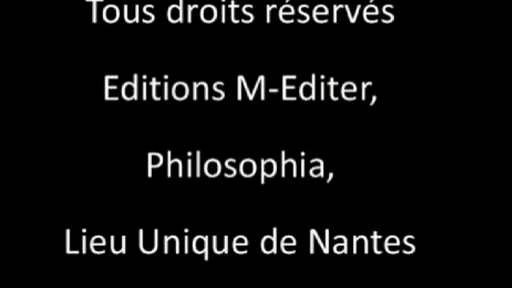 Tous droits réservés
Editions M-Editer,
Philosophia,
Lieu Unique de Nantes